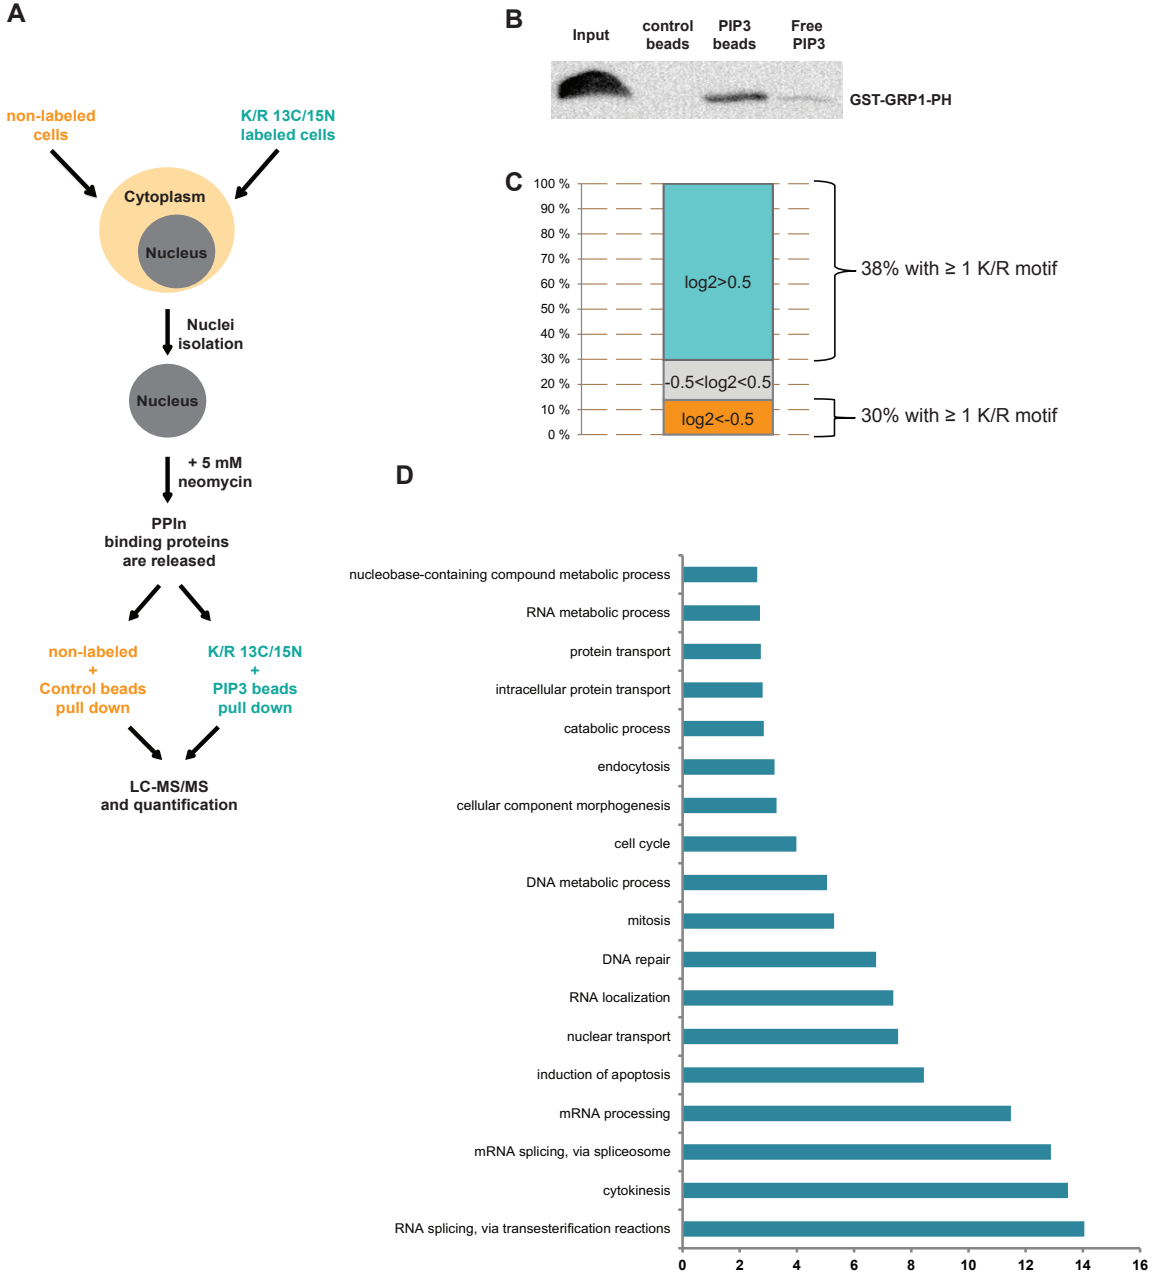 A
non-labeled
cells
K/R 13C/15N
labeled cells
Cytoplasm
Nucleus
Nuclei
isolation
Nucleus
+ 5 mM
neomycin
PPIn
binding proteins
are released
non-labeled
+
Control beads
pull down
K/R 13C/15N
+
PIP3 beads
pull down
LC-MS/MS
and quantification
B
Input
control
beads
PIP3
beads
Free
PIP3
GST-GRP1-PH
C
100 %
90 %
80 %
70 %
60 %
50 %
40 %
30 %
20 %
10 %
0 %
log2>0.5
-0.5<log2<0.5
log2<-0.5
38% with ≥ 1 K/R motif
30% with ≥ 1 K/R motif
D
nucleobase-containing compound metabolic process
RNA metabolic process
protein transport
intracellular protein transport
catabolic process
endocytosis
cellular component morphogenesis
cell cycle
DNA metabolic process
mitosis
DNA repair
RNA localization
nuclear transport
induction of apoptosis
mRNA processing
mRNA splicing, via spliceosome
cytokinesis
RNA splicing, via transesterification reactions
0 2 4 6 8 10 12 14 16